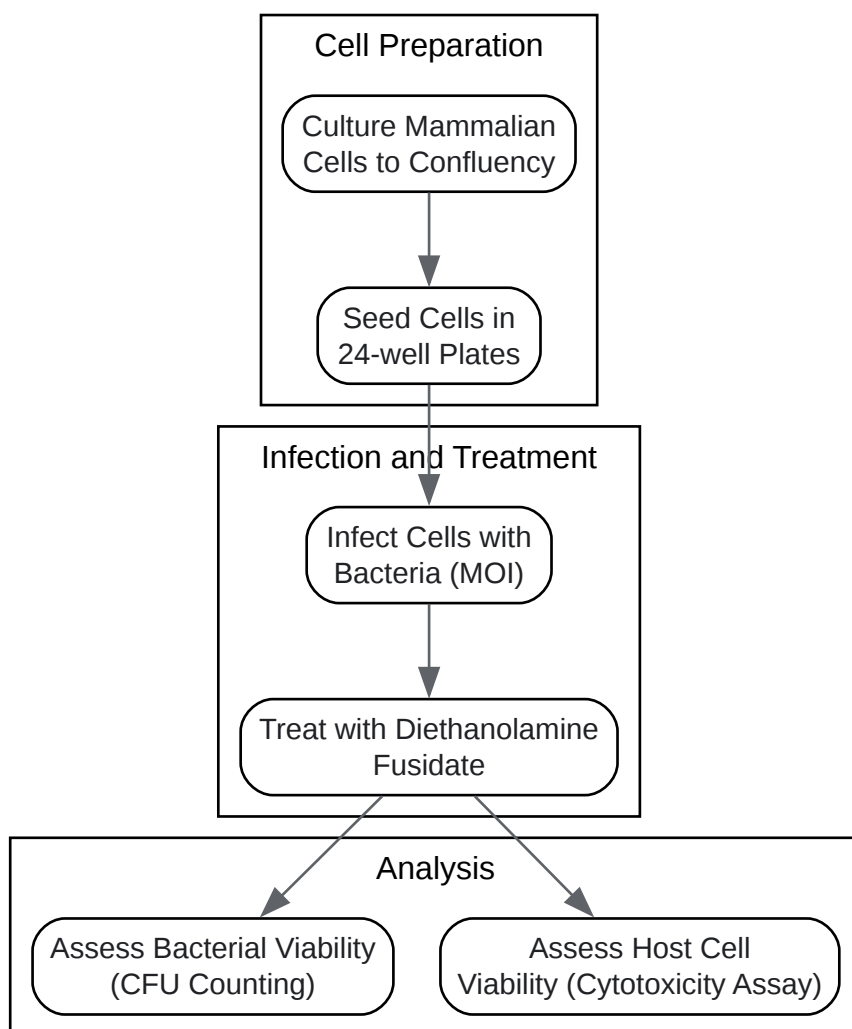 Cell Preparation
Culture Mammalian
Cells to Confluency
Seed Cells in
24-well Plates
Infection and Treatment
Infect Cells with
Bacteria (MOI)
Treat with Diethanolamine
Fusidate
Analysis
Assess Bacterial Viability
(CFU Counting)
Assess Host Cell
Viability (Cytotoxicity Assay)